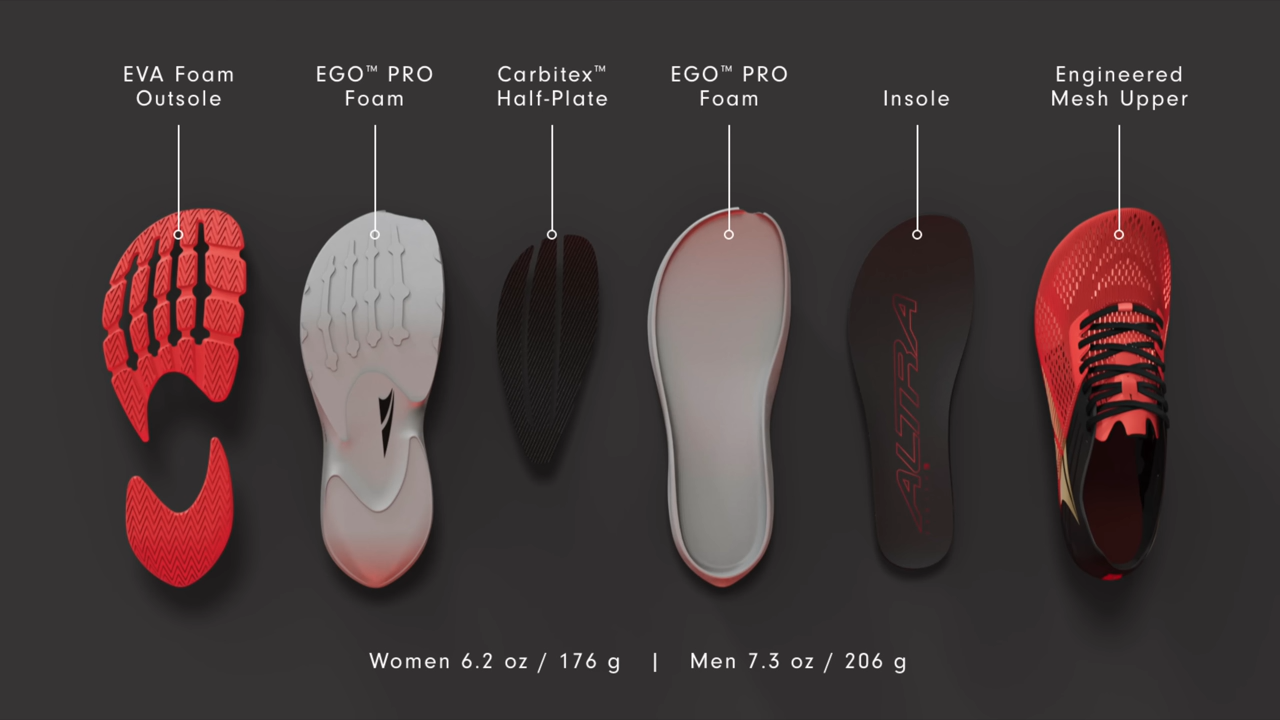 EVA Foam
Outsole
EGO™ PRO
Foam
Carbitex™
Half-Plate
EGO™ PRO
Foam
Insole
Engineered
Mesh Upper
ALTRA
Women 6.2 oz / 176 g | Men 7.3 oz / 206 g